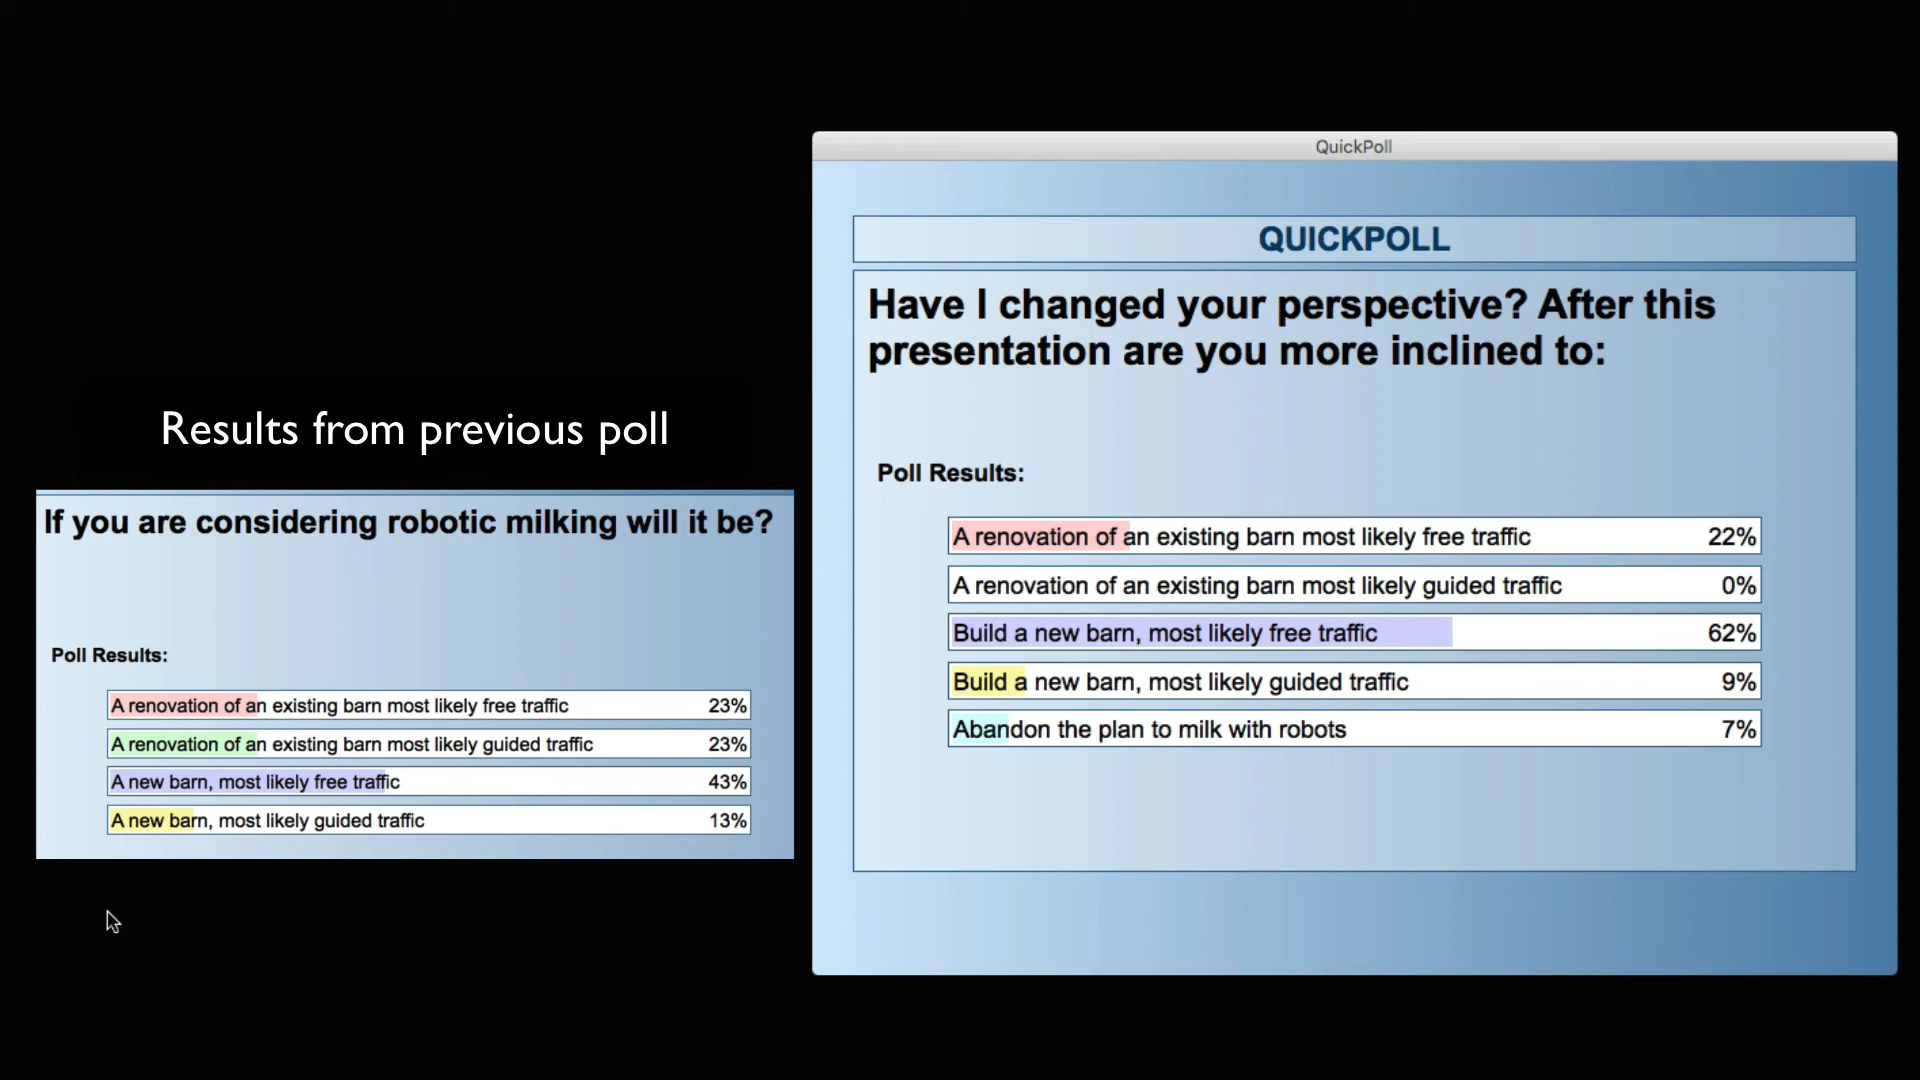 Results from previous poll
If you are considering robotic milking will it be?
Poll Results:
A renovation of an existing barn most likely free traffic 23%
A renovation of an existing barn most likely guided traffic 23%
A new barn, most likely free traffic 43%
A new barn, most likely guided traffic 13%
QuickPoll
QUICKPOLL
Have I changed your perspective? After this
presentation are you more inclined to:
Poll Results:
A renovation of an existing barn most likely free traffic 22%
A renovation of an existing barn most likely guided traffic 0%
Build a new barn, most likely free traffic 62%
Build a new barn, most likely guided traffic 9%
Abandon the plan to milk with robots 7%